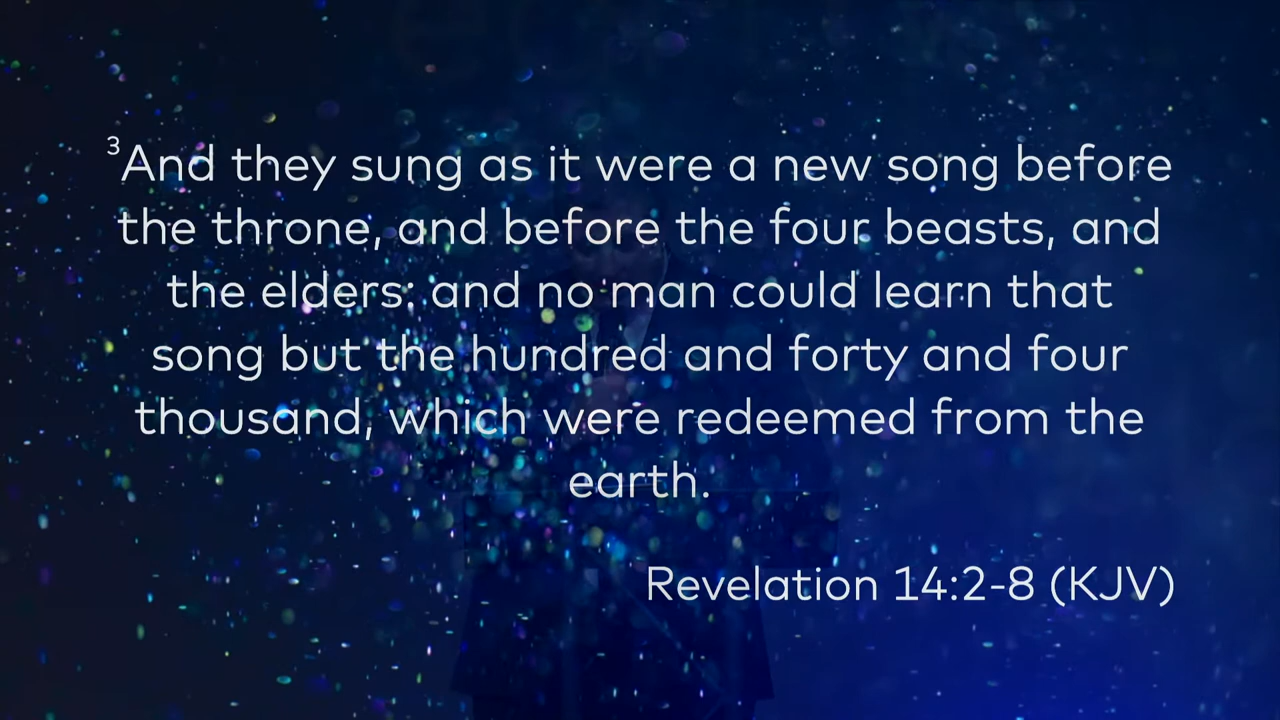 ³And they sung as it were a new song before
the throne, and before the four beasts, and
the elders: and no man could learn that
song but the hundred and forty and four
thousand, which were redeemed from the
earth.
Revelation 14:2-8 (KJV)